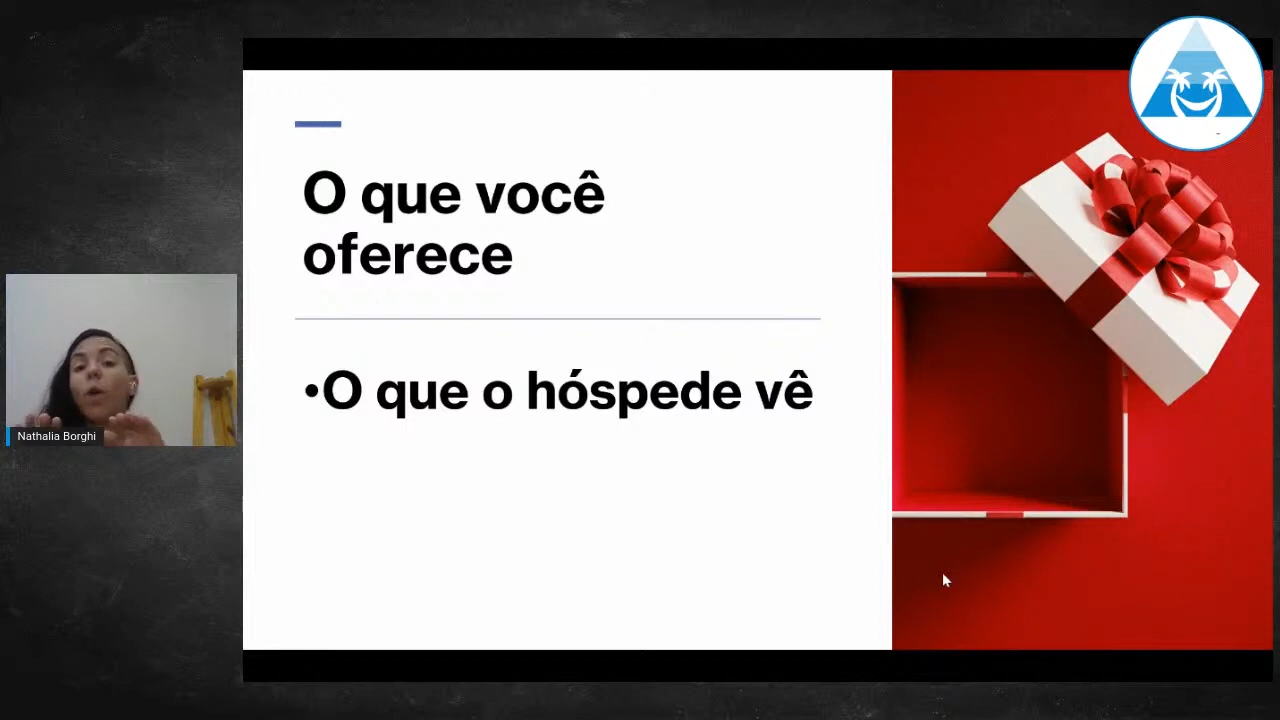 O que você
oferece
•O que o hóspede vê
Nathalia Borghi